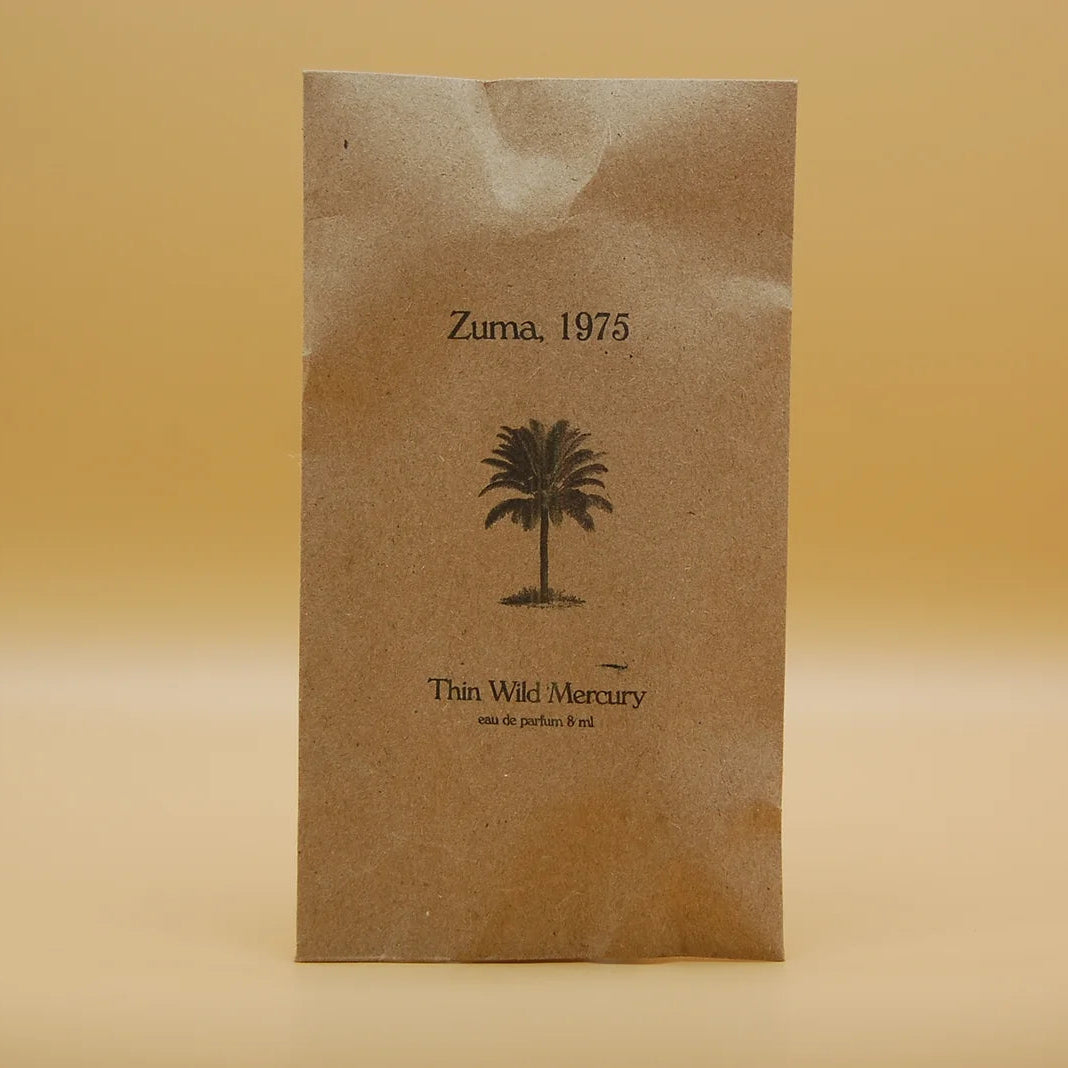 Zuma, 1975
Thin Wild Mercury
eau de parfum 8 ml